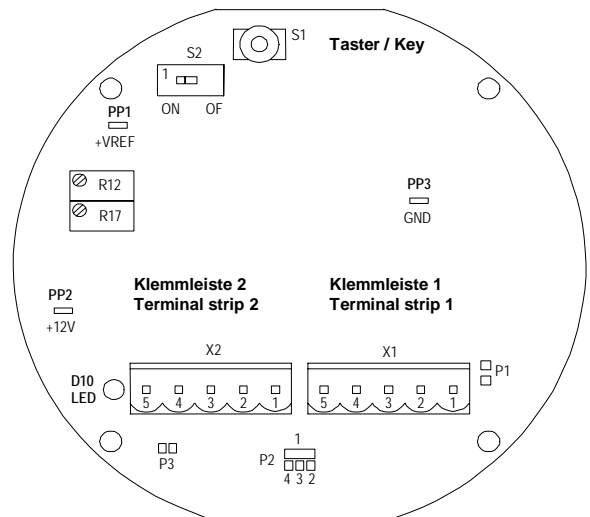 S1
Taster / Key
S2
1
ON OF
PP1
+VREF
R12
R17
PP3
GND
Klemmleiste 2
Terminal strip 2
Klemmleiste 1
Terminal strip 1
PP2
+12V
X2
X1
P1
D10
LED
5 4 3 2 1
5 4 3 2 1
P3
1
P2
4 3 2